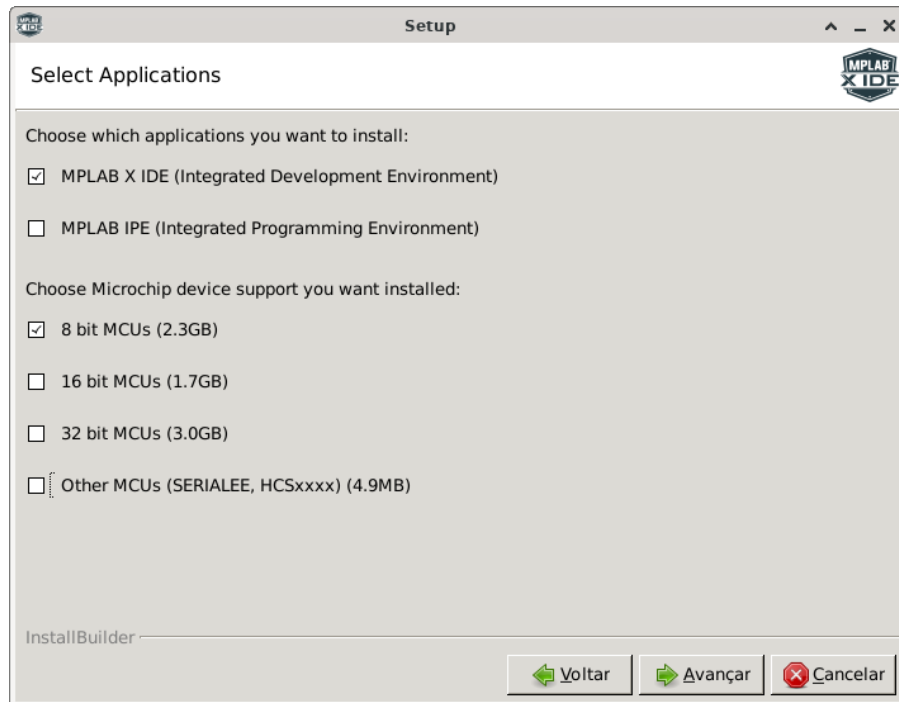 MPLAB
X IDE
Setup
Select Applications
MPLAB
X IDE
Choose which applications you want to install:
MPLAB X IDE (Integrated Development Environment)
MPLAB IPE (Integrated Programming Environment)
Choose Microchip device support you want installed:
8 bit MCUs (2.3GB)
16 bit MCUs (1.7GB)
32 bit MCUs (3.0GB)
Other MCUs (SERIALEE, HCSxxxx) (4.9MB)
InstallBuilder
Voltar
Avançar
Cancelar